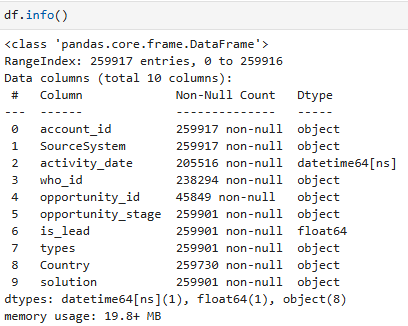 df.info()
<class 'pandas.core.frame.DataFrame'>
RangeIndex: 259917 entries, 0 to 259916
Data columns (total 10 columns):
 #   Column             Non-Null Count   Dtype
---  ------             --------------   -----
 0   account_id         259917 non-null  object
 1   SourceSystem       259917 non-null  object
 2   activity_date      205516 non-null  datetime64[ns]
 3   who_id             238294 non-null  object
 4   opportunity_id     45849 non-null   object
 5   opportunity_stage  259901 non-null  object
 6   is_lead            259901 non-null  float64
 7   types              259901 non-null  object
 8   Country            259730 non-null  object
 9   solution           259901 non-null  object
dtypes: datetime64[ns](1), float64(1), object(8)
memory usage: 19.8+ MB